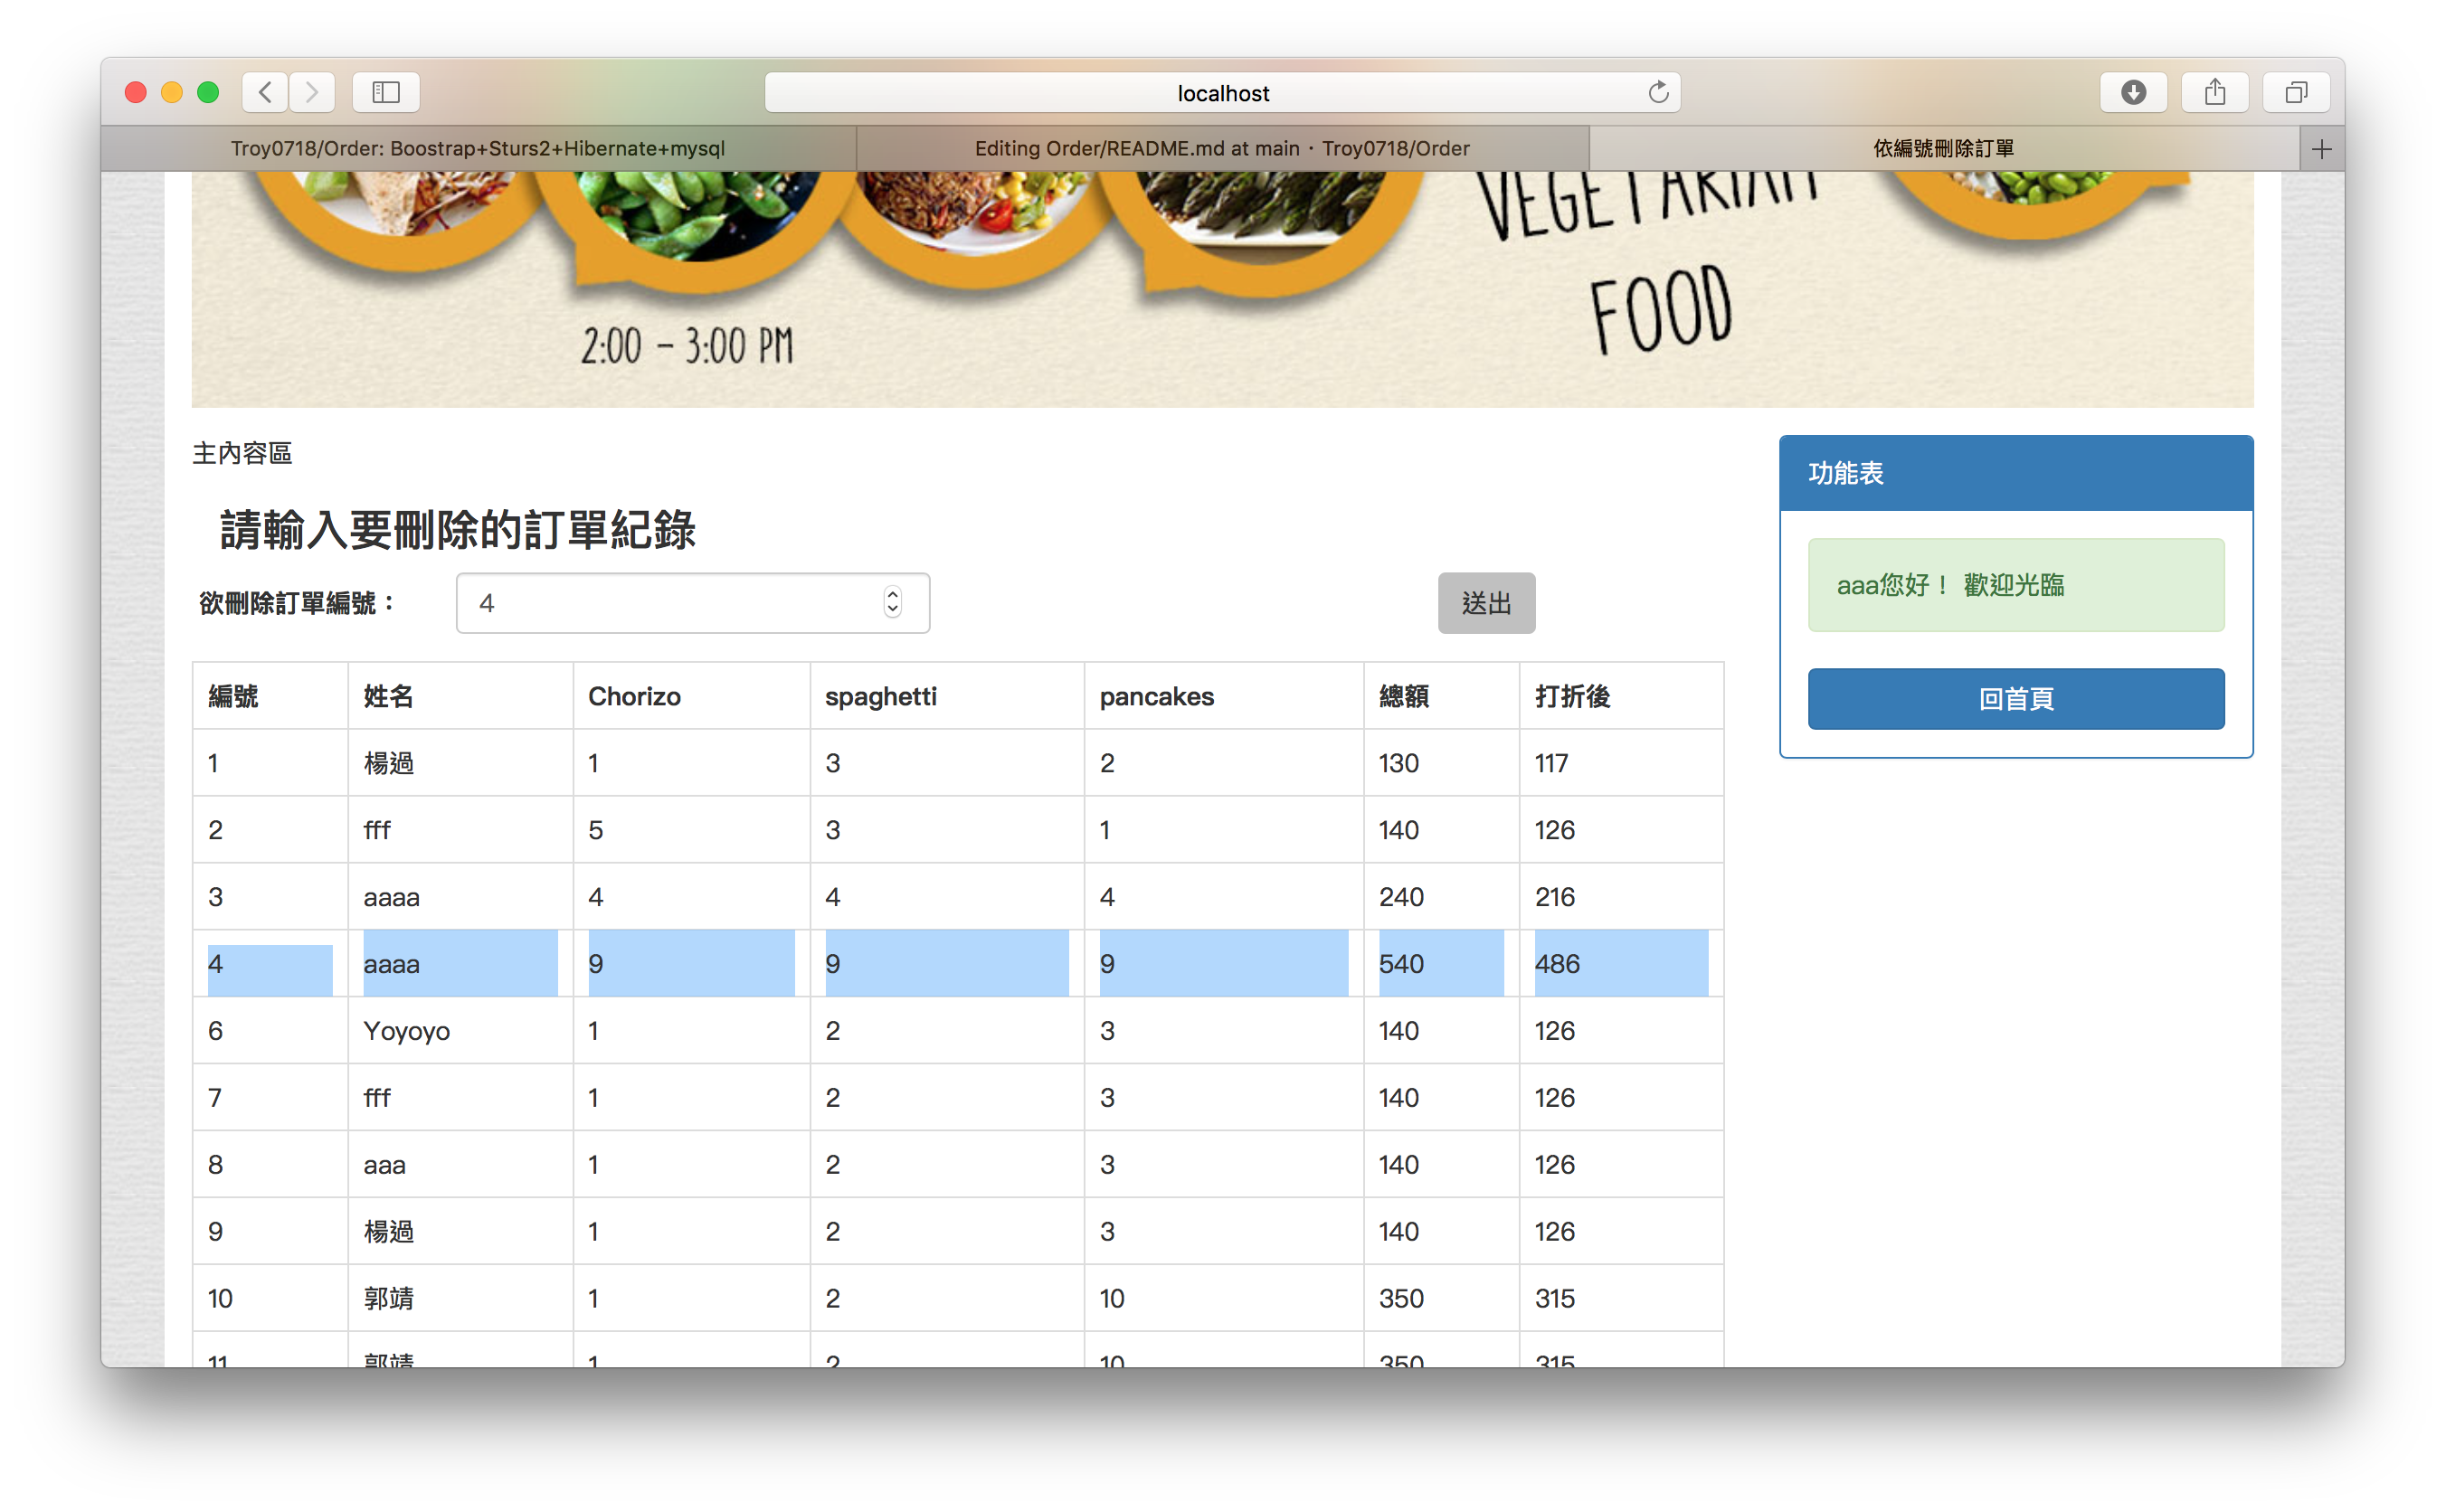 localhost
Troy0718/Order: Boostrap+Sturs2+Hibernate+mysql
Editing Order/README.md at main · Troy0718/Order
依編號刪除訂單
VEGETARIAN
FOOD
2:00 - 3:00 PM
主內容區
請輸入要刪除的訂單紀錄
欲刪除訂單編號：
4
送出
編號 姓名 Chorizo spaghetti pancakes 總額 打折後
1 楊過 1 3 2 130 117
2 fff 5 3 1 140 126
3 aaaa 4 4 4 240 216
4 aaaa 9 9 9 540 486
6 Yoyoyo 1 2 3 140 126
7 fff 1 2 3 140 126
8 aaa 1 2 3 140 126
9 楊過 1 2 3 140 126
10 郭靖 1 2 10 350 315
11 郭靖 1 2 10 350 315
功能表
aaa您好！ 歡迎光臨
回首頁